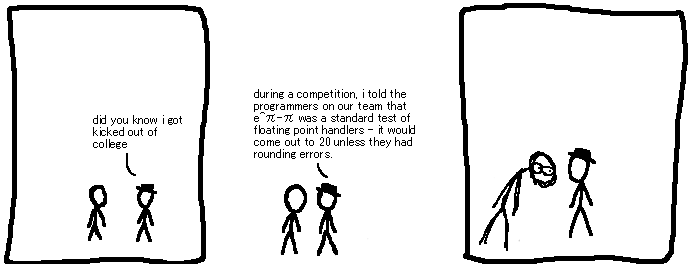 did you know i got
kicked out of
college
during a competition, i told the
programmers on our team that
e^π-π was a standard test of
floating point handlers - it would
come out to 20 unless they had
rounding errors.